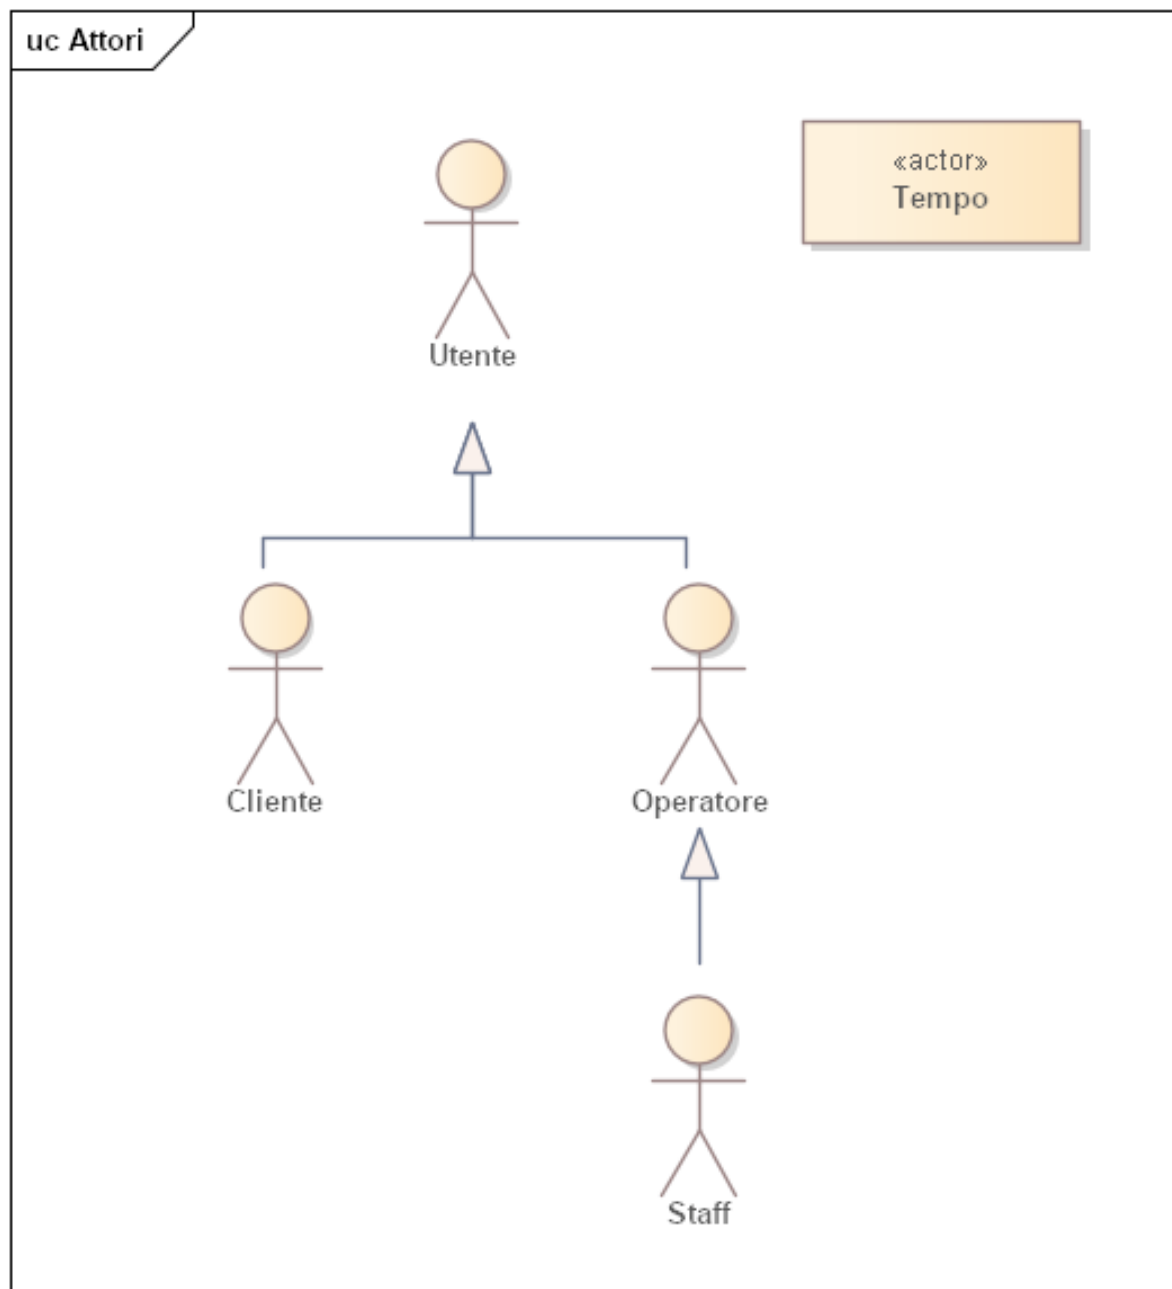 uc Attori
«actor»
Tempo
Utente
Cliente
Operatore
Staff